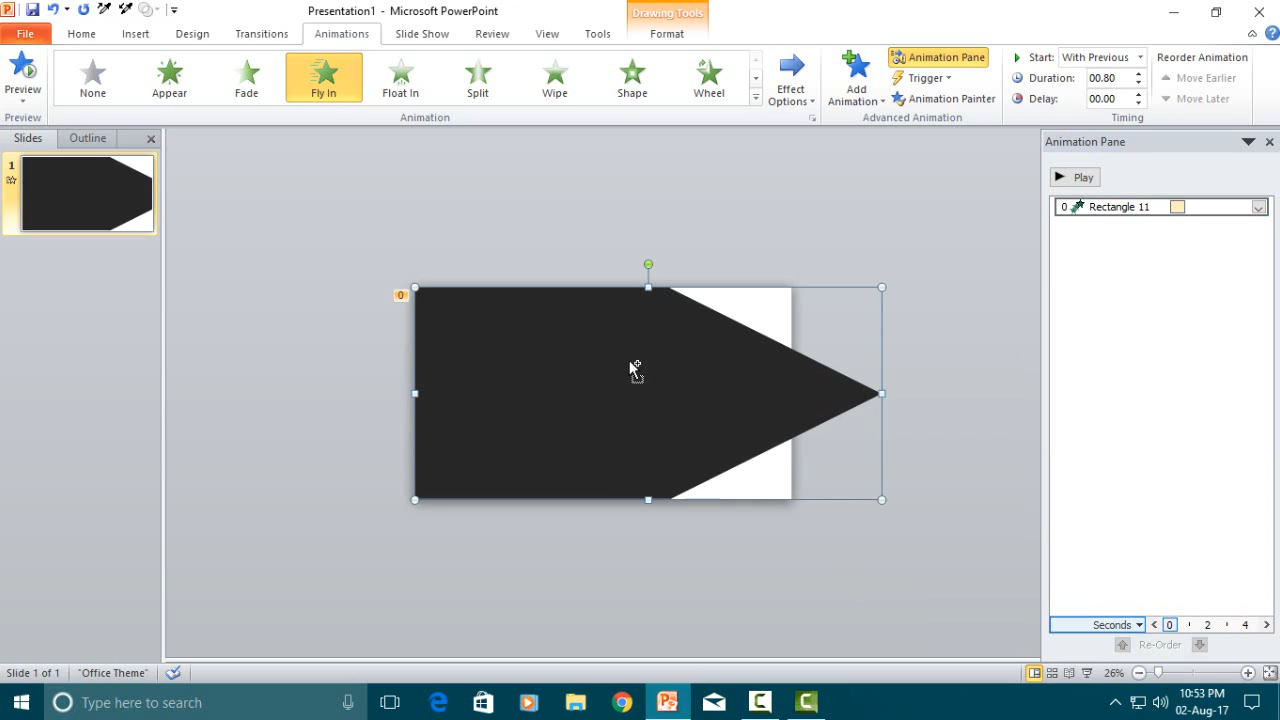 Presentation1 - Microsoft PowerPoint
Drawing Tools
File Home Insert Design Transitions Animations Slide Show Review View Tools Format
Preview
None
Appear
Fade
Fly In
Float In
Split
Wipe
Shape
Wheel
Effect
Options
Add
Animation
Animation Pane
Trigger
Animation Painter
Start: With Previous
Duration: 00.80
Delay: 00.00
Reorder Animation
Move Earlier
Move Later
Preview
Animation
Advanced Animation
Timing
Slides Outline
1
0
Animation Pane
Play
0 Rectangle 11
Seconds 0 2 4
Re-Order
Slide 1 of 1 "Office Theme" 26%
Type here to search
10:53 PM
02-Aug-17